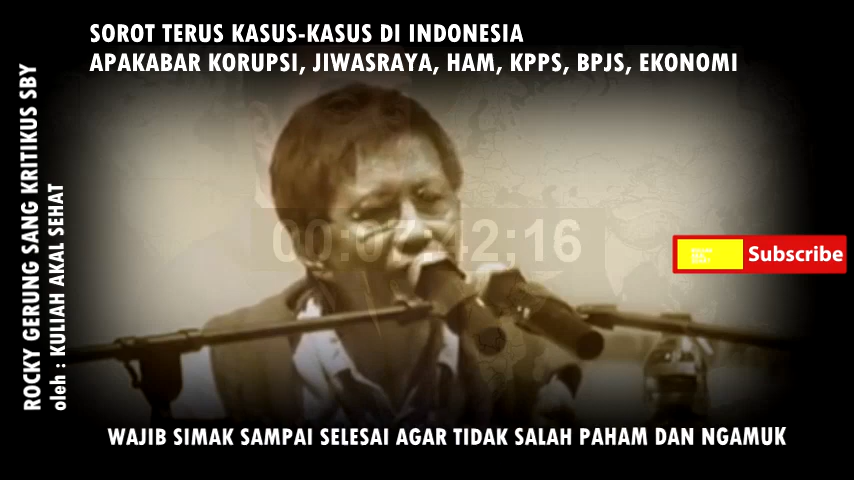 SOROT TERUS KASUS-KASUS DI INDONESIA
APAKABAR KORUPSI, JIWASRAYA, HAM, KPPS, BPJS, EKONOMI
ROCKY GERUNG SANG KRITIKUS SBY
oleh : KULIAH AKAL SEHAT
Subscribe
WAJIB SIMAK SAMPAI SELESAI AGAR TIDAK SALAH PAHAM DAN NGAMUK